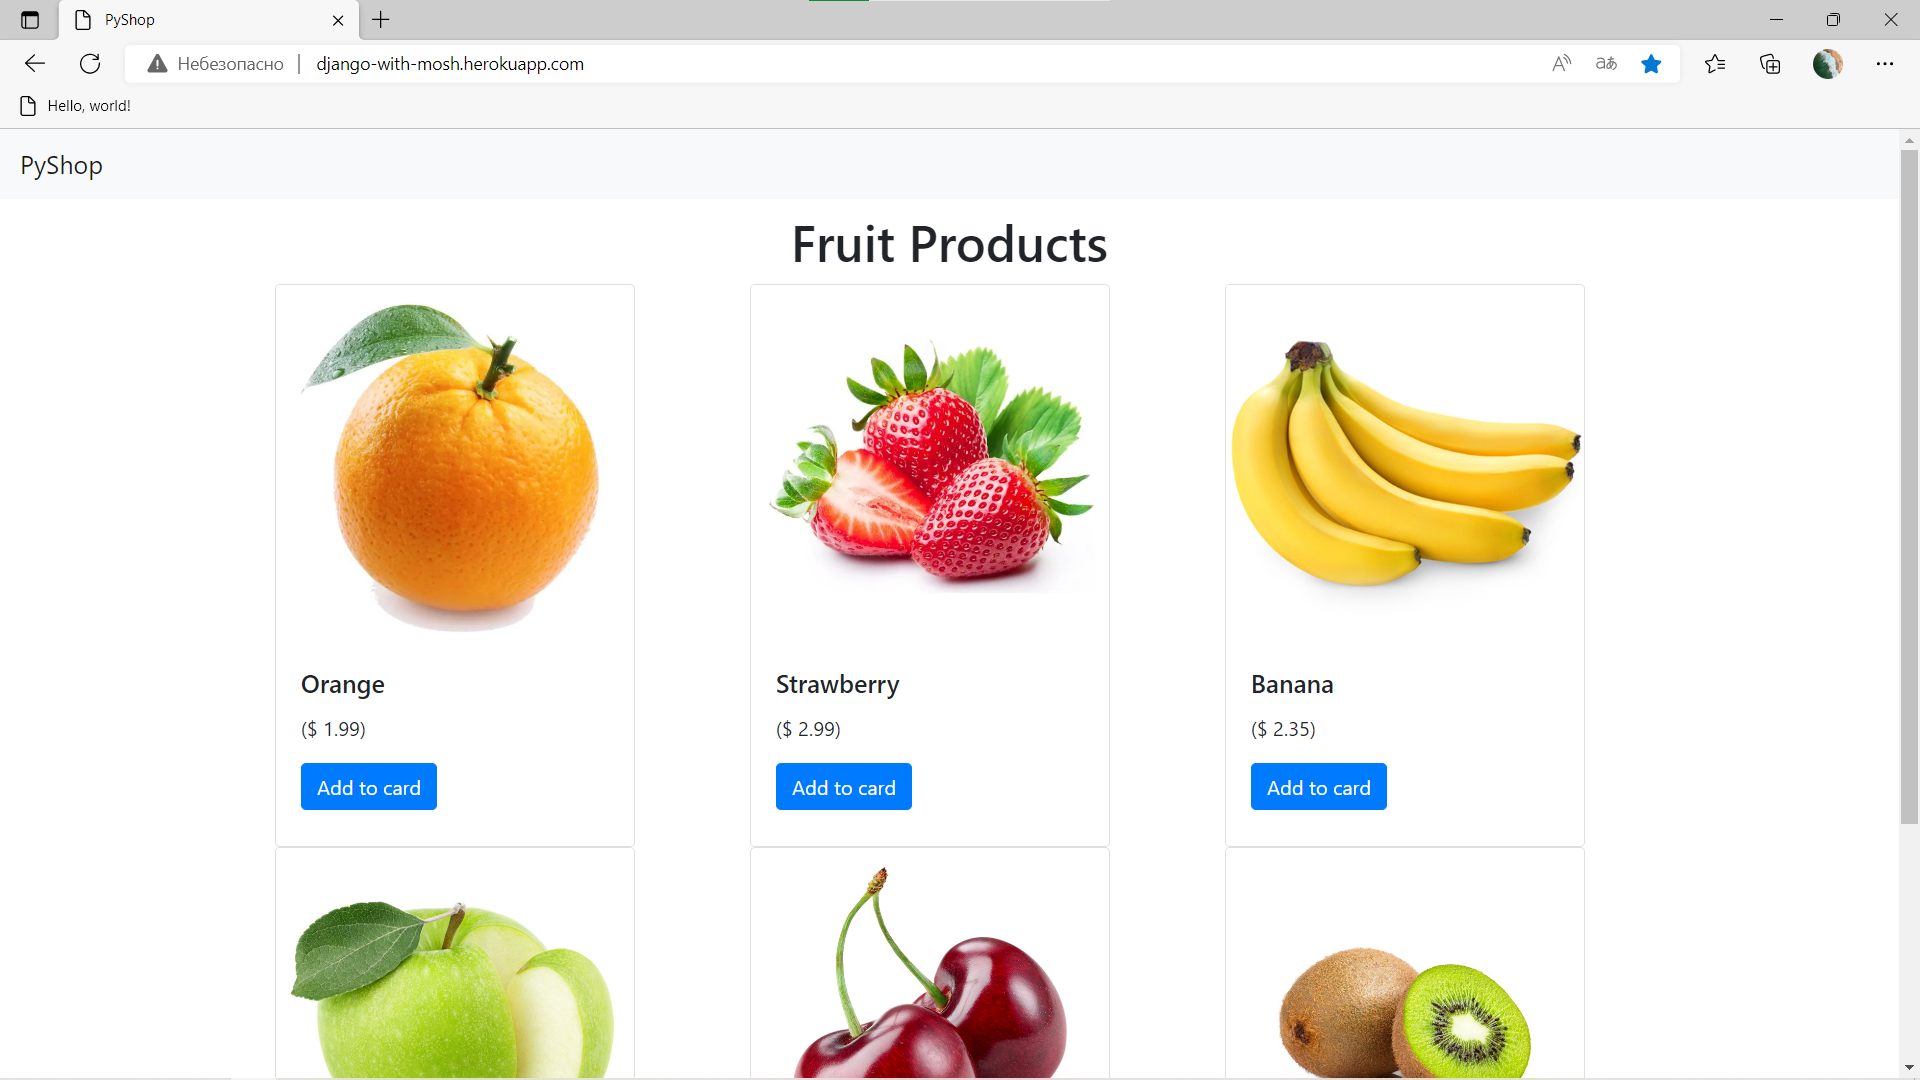 PyShop
Небезопасно django-with-mosh.herokuapp.com
Hello, world!
PyShop
Fruit Products
Orange
($ 1.99)
Add to card
Strawberry
($ 2.99)
Add to card
Banana
($ 2.35)
Add to card